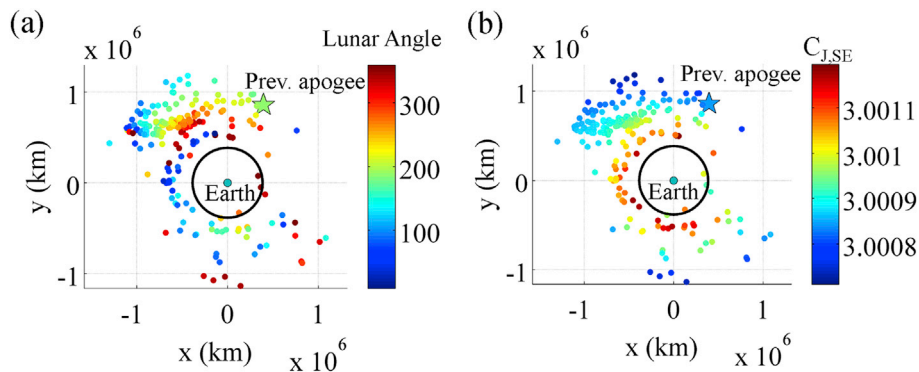 (a)
x 10^6
Lunar Angle
Prev. apogee
1
0
-1
y (km)
Earth
-1 0 1
x (km)
x 10^6
300
200
100
(b)
x 10^6
C_J,SE
Prev. apogee
1
0
-1
y (km)
Earth
-1 0 1
x (km)
x 10^6
3.0011
3.001
3.0009
3.0008